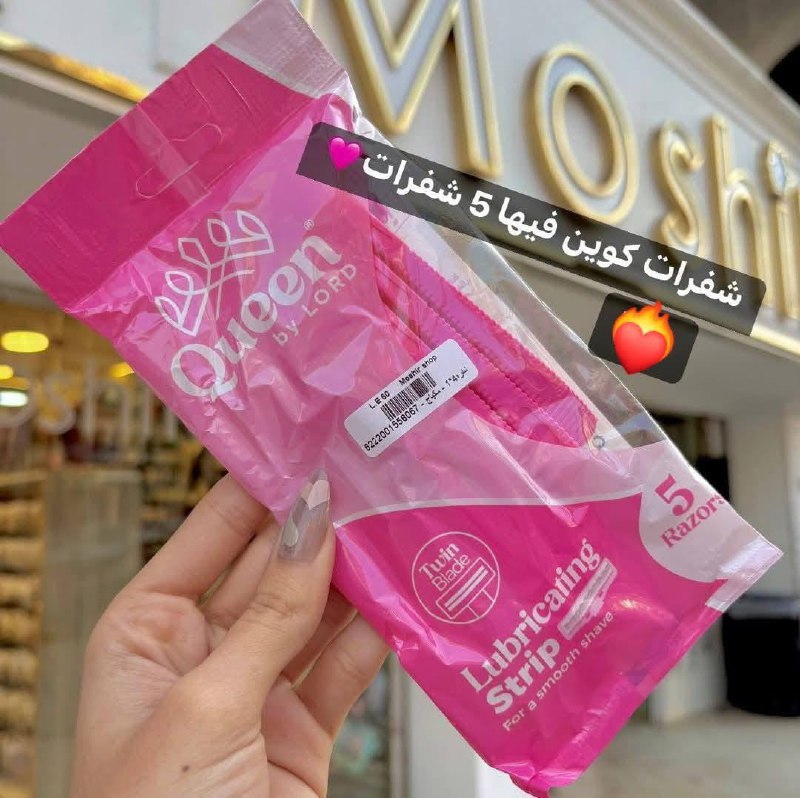 Moshi
شفرات كوين فيها 5 شفرات🩷
❤️‍🔥
Queen®
by LORD
L.E 60 Moshir shop
6222001558067
5
Razors
Twin
Blade
Lubricating
Strip
For a smooth shave